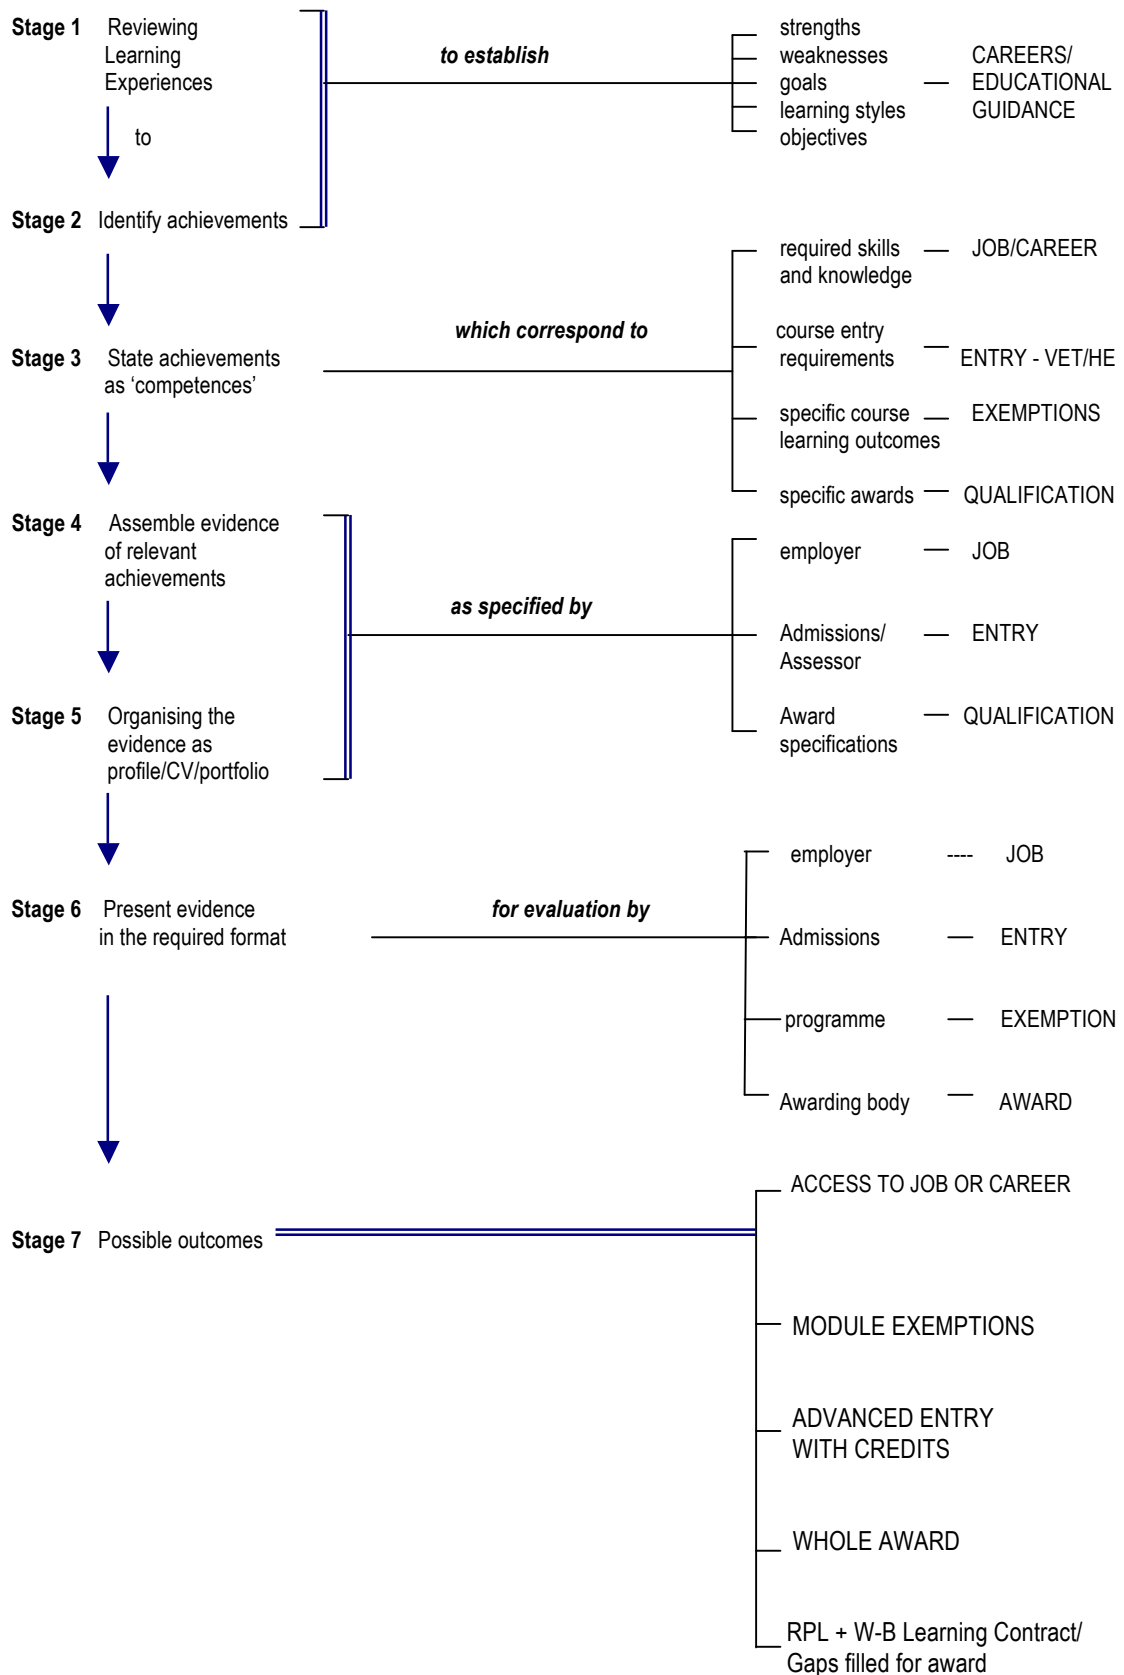 Stage 1 Reviewing
Learning
Experiences
to
to establish
strengths
weaknesses
goals
learning styles
objectives
CAREERS/
EDUCATIONAL
GUIDANCE
Stage 2 Identify achievements
Stage 3 State achievements
as ‘competences’
which correspond to
required skills
and knowledge
JOB/CAREER
course entry
requirements
ENTRY - VET/HE
specific course
learning outcomes
EXEMPTIONS
specific awards
QUALIFICATION
Stage 4 Assemble evidence
of relevant
achievements
Stage 5 Organising the
evidence as
profile/CV/portfolio
as specified by
employer
JOB
Admissions/
Assessor
ENTRY
Award
specifications
QUALIFICATION
Stage 6 Present evidence
in the required format
for evaluation by
employer ---- JOB
Admissions
ENTRY
programme
EXEMPTION
Awarding body
AWARD
Stage 7 Possible outcomes
ACCESS TO JOB OR CAREER
MODULE EXEMPTIONS
ADVANCED ENTRY
WITH CREDITS
WHOLE AWARD
RPL + W-B Learning Contract/
Gaps filled for award